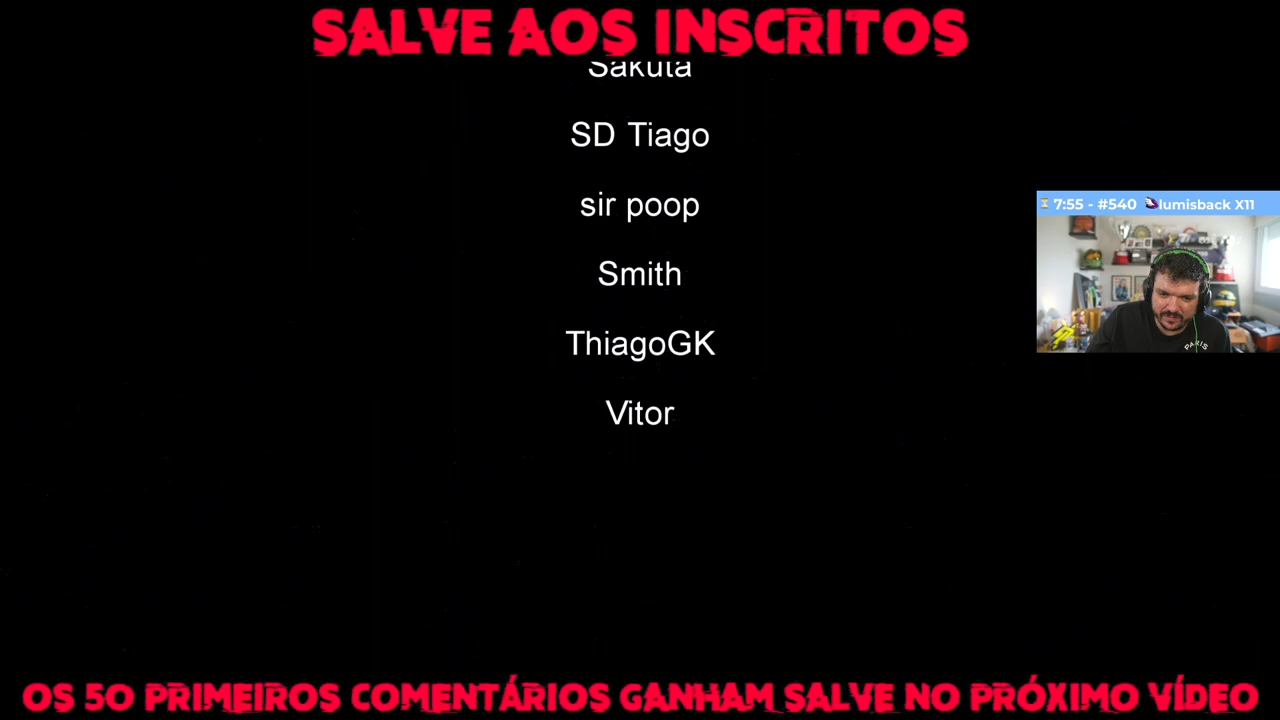 SALVE AOS INSCRITOS
Sakuta
SD Tiago
sir poop
Smith
ThiagoGK
Vitor
7:55 - #540 lumisback X11
PARIS
OS 50 PRIMEIROS COMENTÁRIOS GANHAM SALVE NO PRÓXIMO VÍDEO